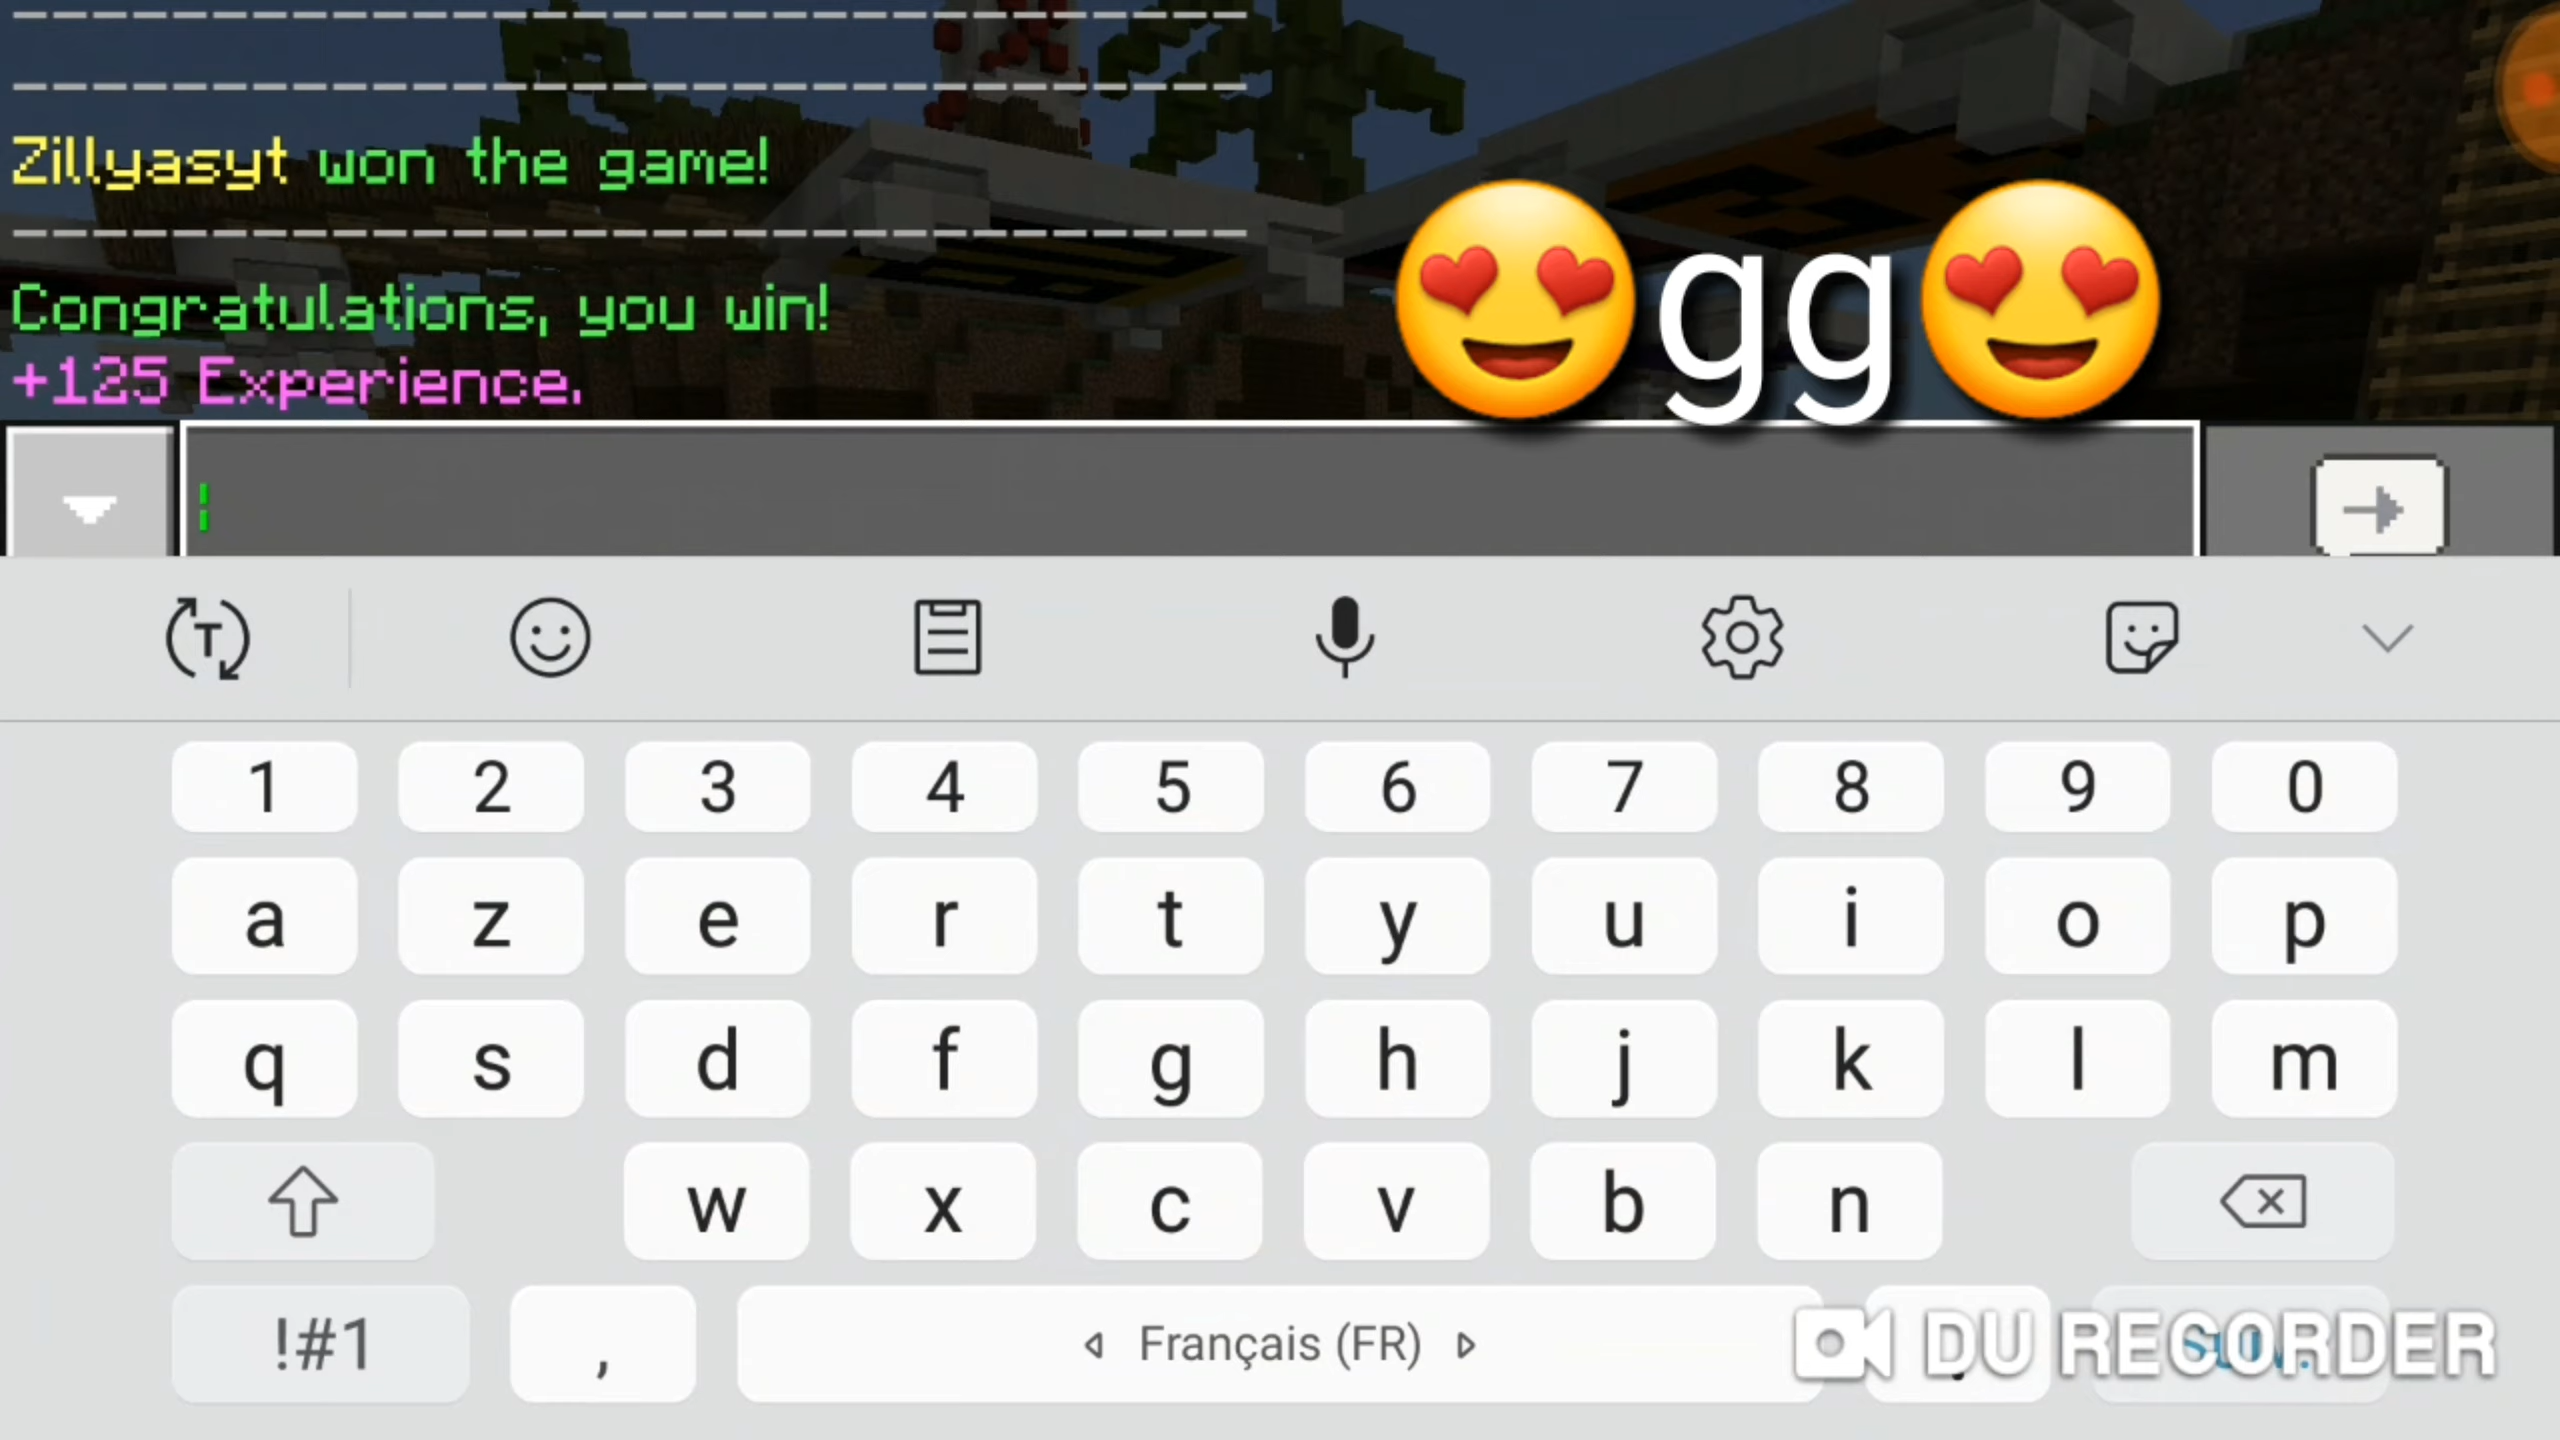 Zillyasyt won the game!
Congratulations, you win!
+125 Experience.
😍gg😍
1 2 3 4 5 6 7 8 9 0
a z e r t y u i o p
q s d f g h j k l m
w x c v b n
!#1 , Français (FR)
DU RECORDER